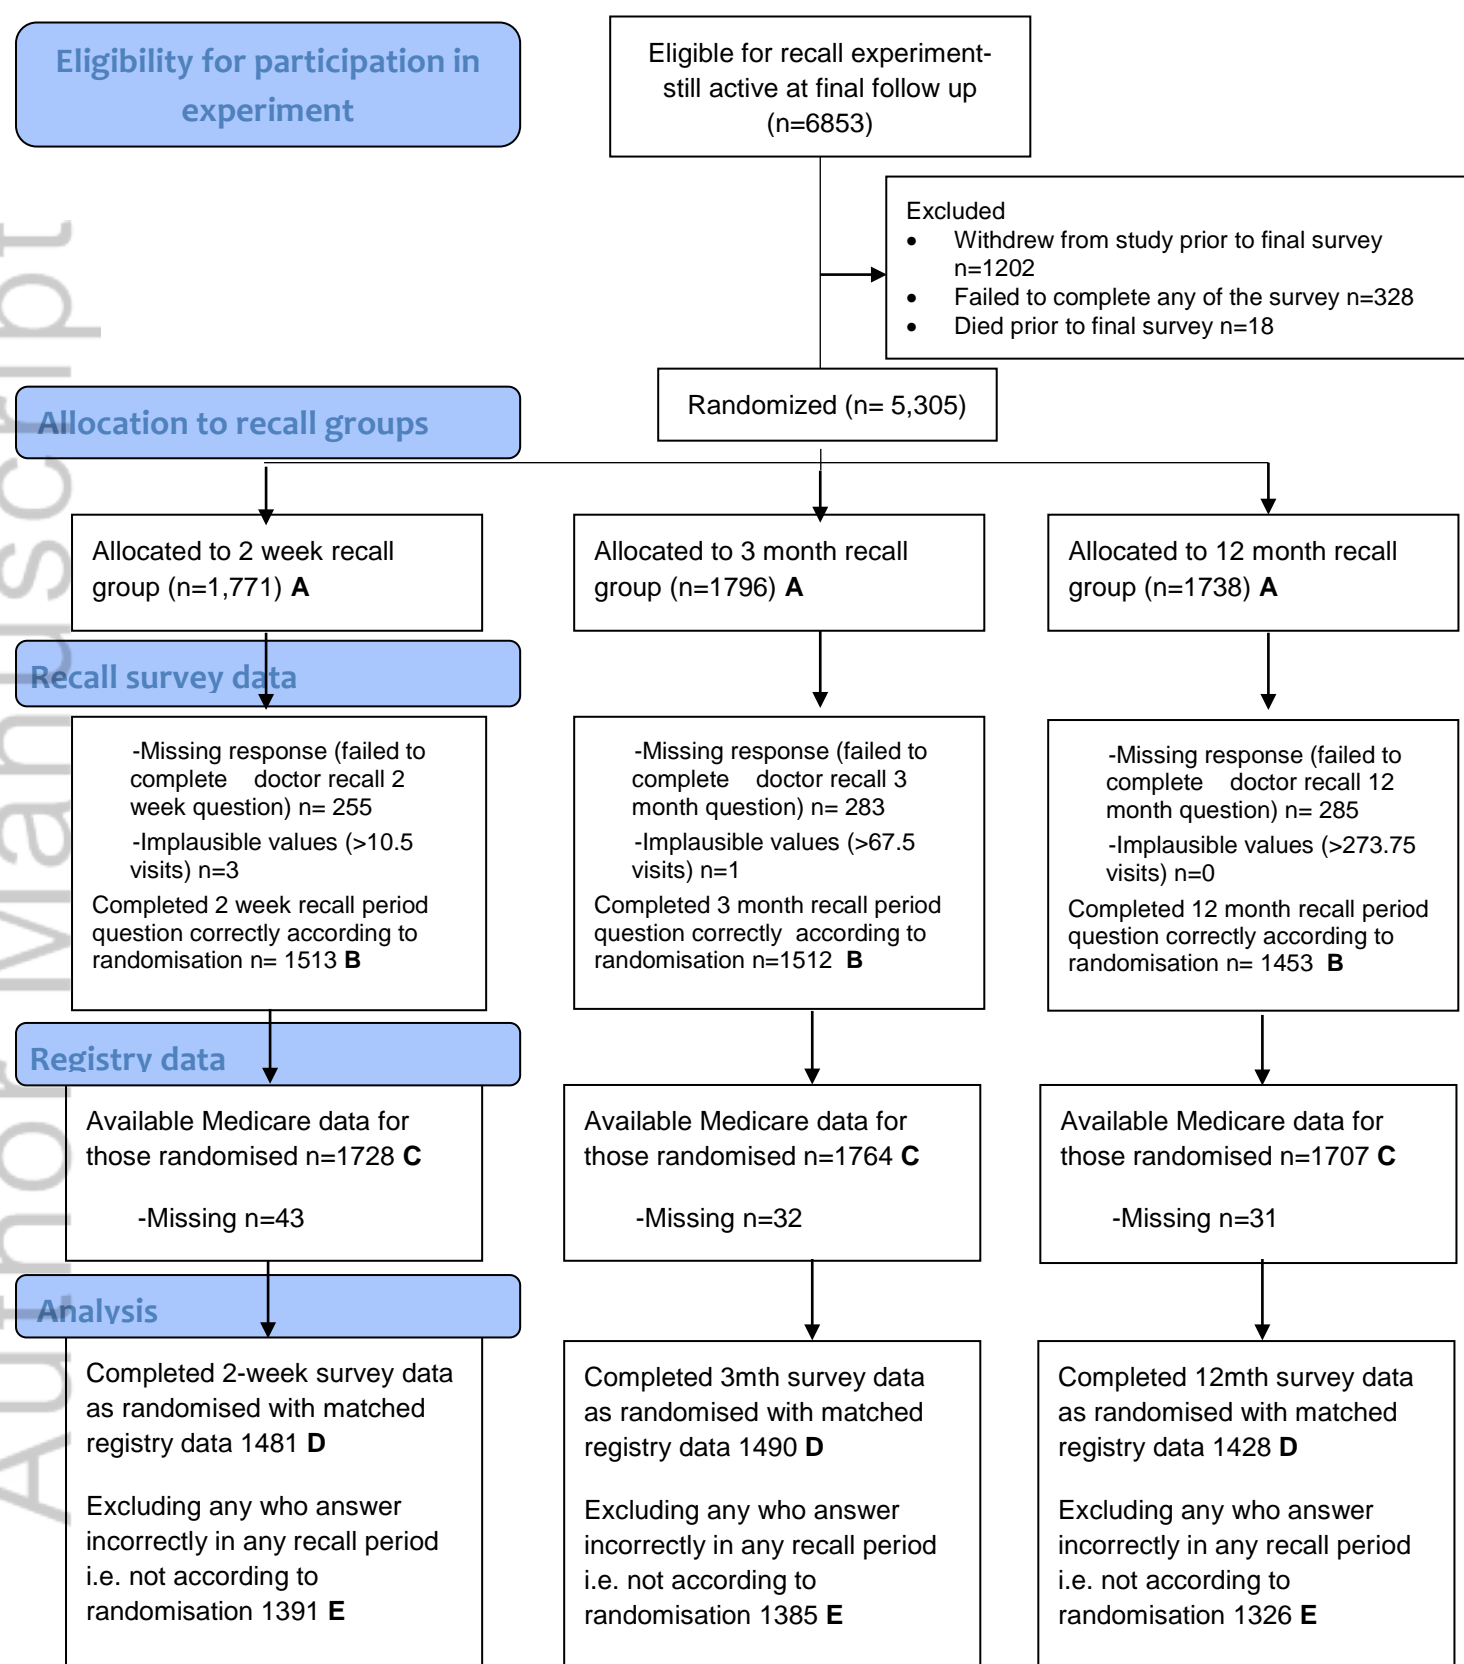 Eligibility for participation in
experiment
Eligible for recall experiment-
still active at final follow up
(n=6853)
Excluded
• Withdrew from study prior to final survey
n=1202
• Failed to complete any of the survey n=328
• Died prior to final survey n=18
Randomized (n= 5,305)
Allocation to recall groups
Allocated to 2 week recall
group (n=1,771) A
Allocated to 3 month recall
group (n=1796) A
Allocated to 12 month recall
group (n=1738) A
Recall survey data
-Missing response (failed to
complete doctor recall 2
week question) n= 255
-Implausible values (>10.5
visits) n=3
Completed 2 week recall period
question correctly according to
randomisation n= 1513 B
-Missing response (failed to
complete doctor recall 3
month question) n= 283
-Implausible values (>67.5
visits) n=1
Completed 3 month recall period
question correctly according to
randomisation n=1512 B
-Missing response (failed to
complete doctor recall 12
month question) n= 285
-Implausible values (>273.75
visits) n=0
Completed 12 month recall period
question correctly according to
randomisation n= 1453 B
Registry data
Available Medicare data for
those randomised n=1728 C
-Missing n=43
Available Medicare data for
those randomised n=1764 C
-Missing n=32
Available Medicare data for
those randomised n=1707 C
-Missing n=31
Analysis
Completed 2-week survey data
as randomised with matched
registry data 1481 D
Excluding any who answer
incorrectly in any recall period
i.e. not according to
randomisation 1391 E
Completed 3mth survey data
as randomised with matched
registry data 1490 D
Excluding any who answer
incorrectly in any recall period
i.e. not according to
randomisation 1385 E
Completed 12mth survey data
as randomised with matched
registry data 1428 D
Excluding any who answer
incorrectly in any recall period
i.e. not according to
randomisation 1326 E
Author Manuscript